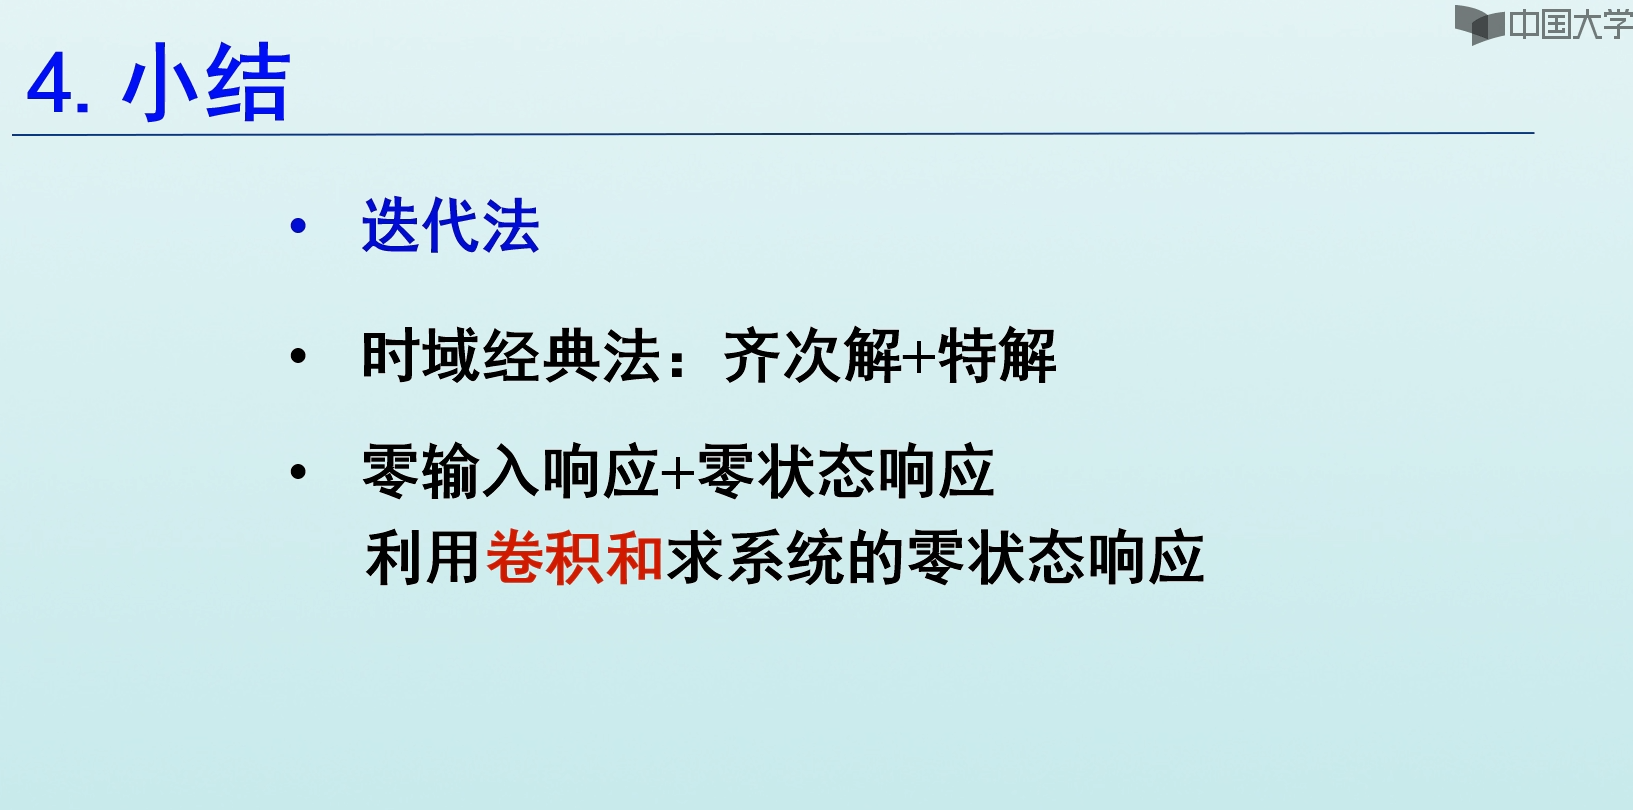 中国大学
4. 小结
• 迭代法
• 时域经典法：齐次解+特解
• 零输入响应+零状态响应
利用卷积和求系统的零状态响应